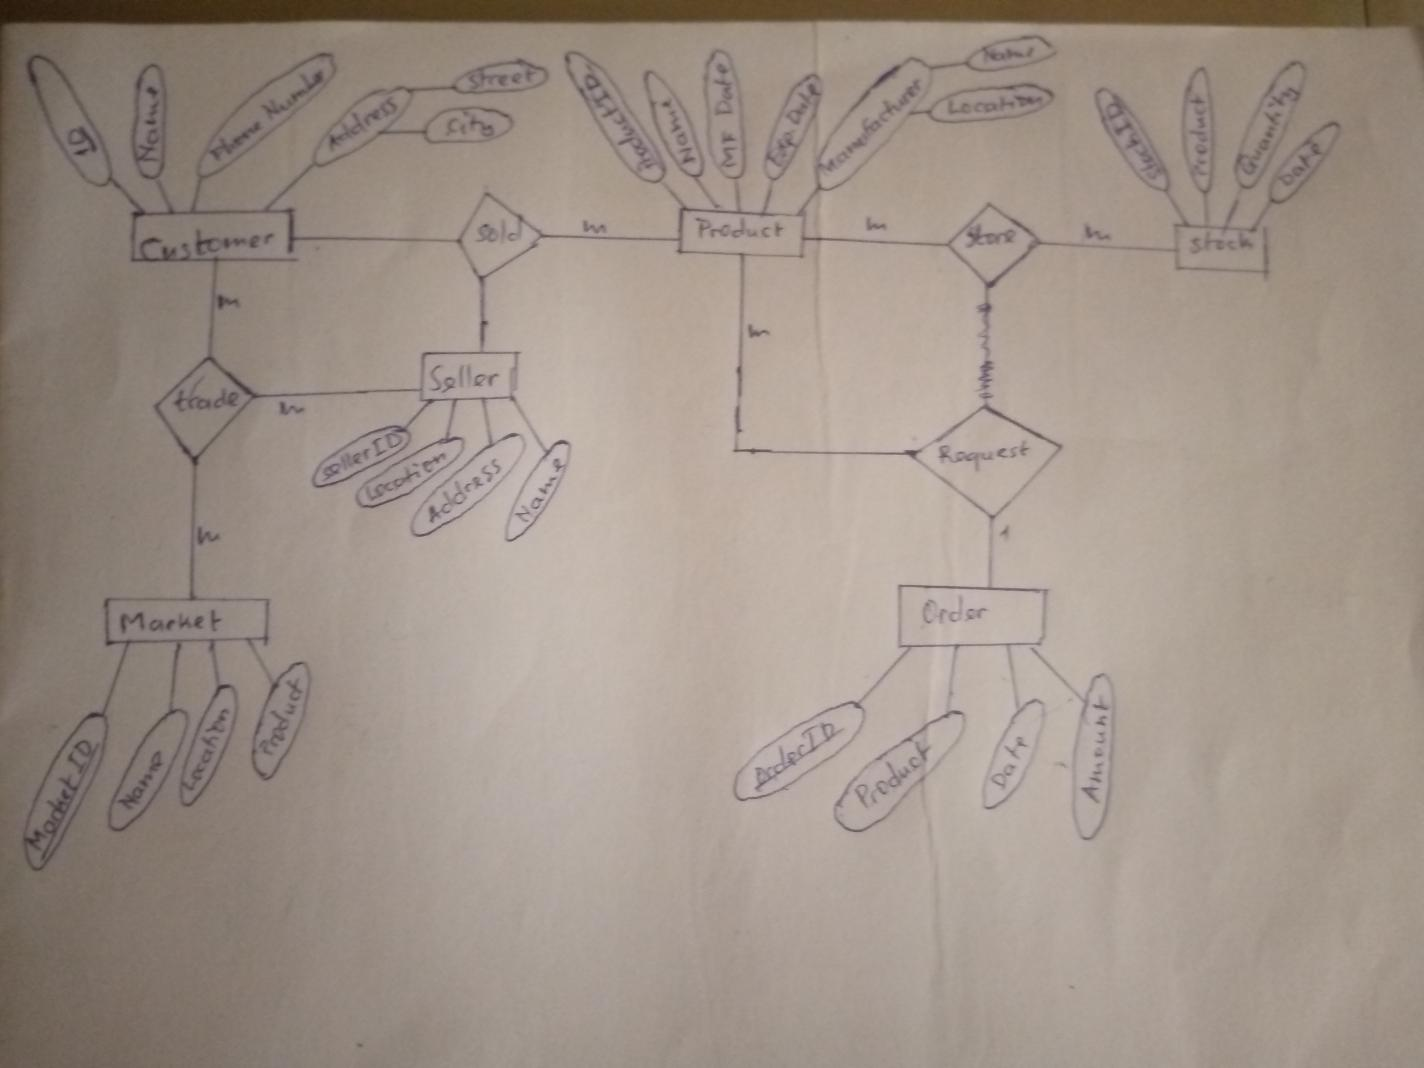 ID
Name
Phone Number
Address
Street
City
ProductID
Name
MF Date
Exp. Date
Manufacturer
Name
Location
StockID
Product
Quantity
Date
Customer
Sold
m
Product
m
Store
m
Stock
m
m
trade
m
Seller
SellerID
Location
Address
Name
Request
m
1
Market
Order
Market ID
Name
Location
Product
OrderID
Product
Date
Amount